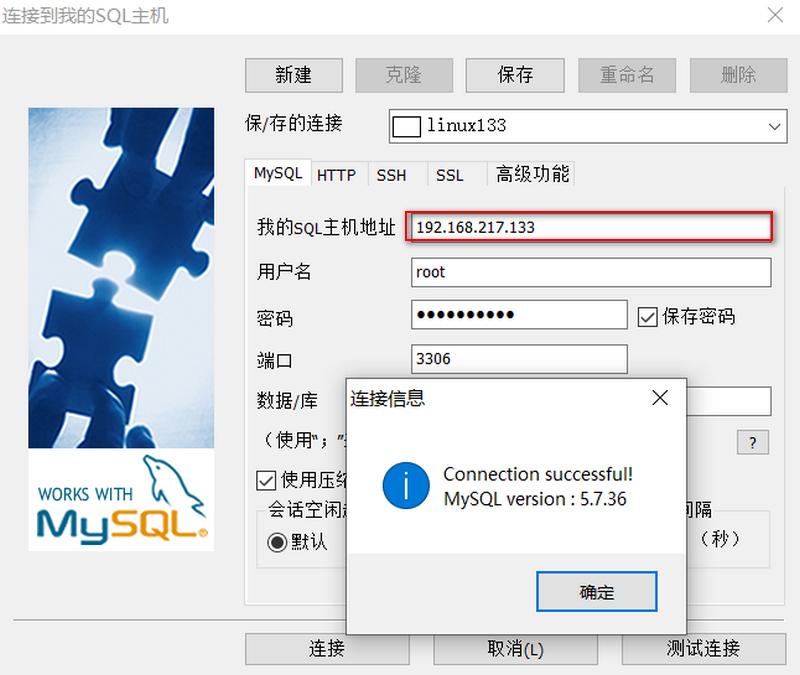 连接到我的SQL主机
新建
克隆
保存
重命名
删除
保/存的连接
linux133
MySQL
HTTP
SSH
SSL
高级功能
我的SQL主机地址
192.168.217.133
用户名
root
密码
●●●●●●●●●●
保存密码
端口
3306
数据/库
（使用“；”
?
使用压缩
会话空闲
间隔
默认
（秒）
连接信息
Connection successful!
MySQL version : 5.7.36
确定
WORKS WITH
MySQL®
连接
取消(L)
测试连接